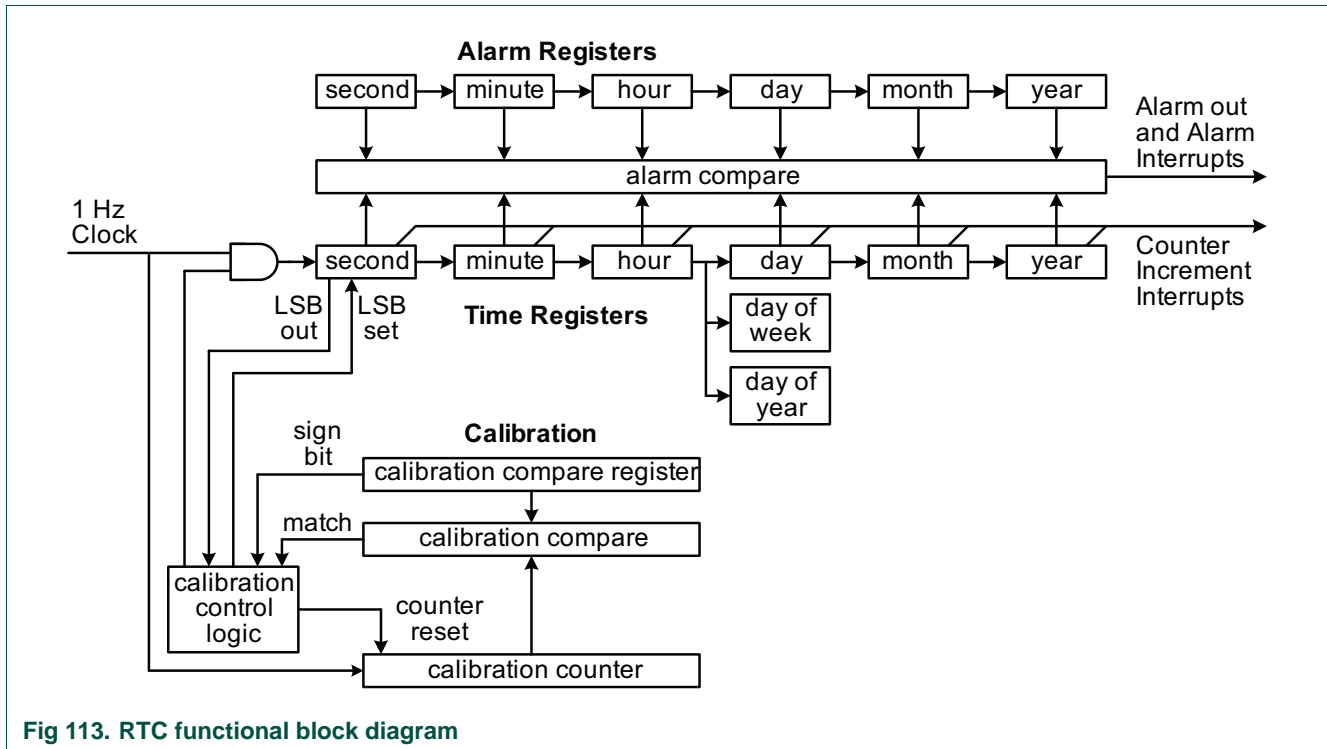 Alarm Registers
second minute hour day month year
Alarm out
and Alarm
Interrupts
alarm compare
1 Hz
Clock
second minute hour day month year
Counter
Increment
Interrupts
LSB
out
LSB
set
Time Registers
day of
week
day of
year
Calibration
sign
bit
calibration compare register
match
calibration compare
calibration
control
logic
counter
reset
calibration counter
Fig 113. RTC functional block diagram